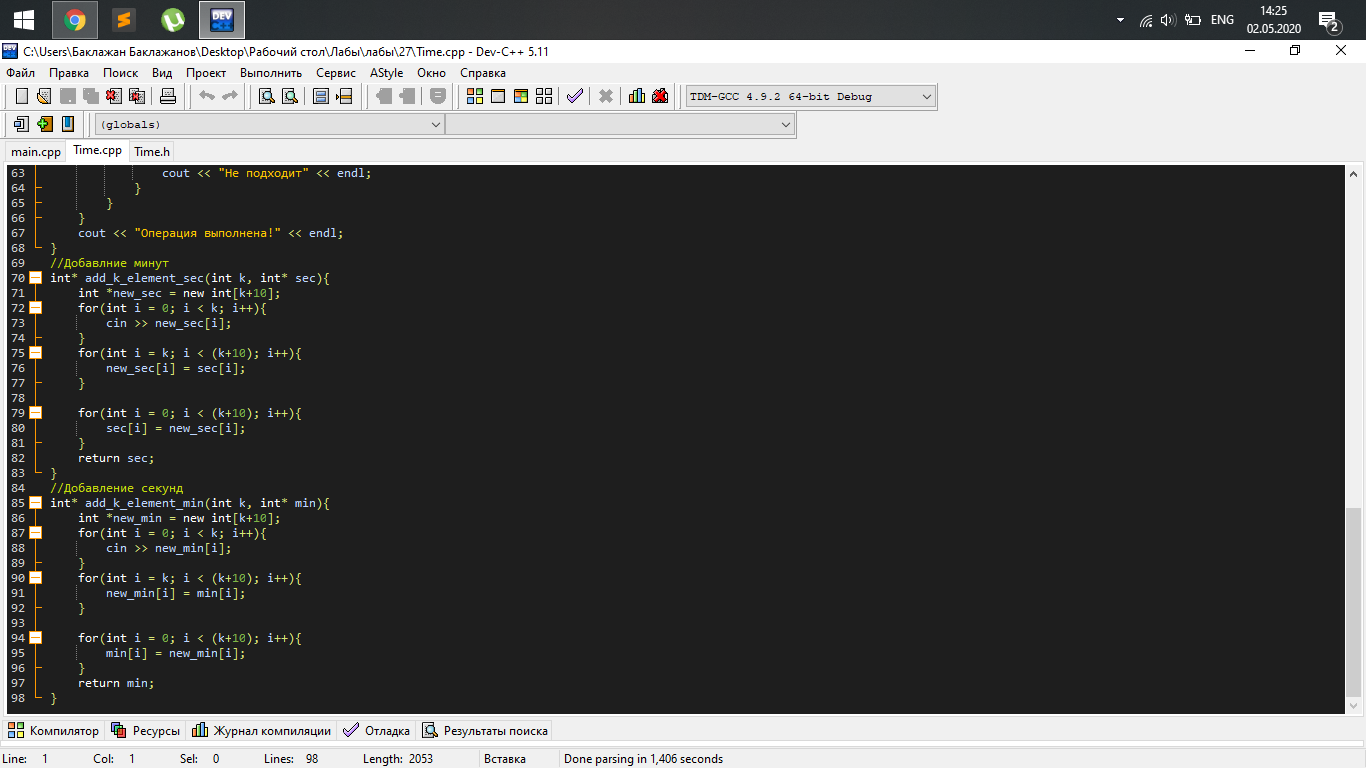 ENG
14:25
02.05.2020
2
C:\Users\Баклажан Баклажанов\Desktop\Рабочий стол\Лабы\лабы\27\Time.cpp - Dev-C++ 5.11
Файл Правка Поиск Вид Проект Выполнить Сервис AStyle Окно Справка
TDM-GCC 4.9.2 64-bit Debug
(globals)
main.cpp Time.cpp Time.h
63 cout << "Не подходит" << endl;
64 }
65 }
66 }
67 cout << "Операция выполнена!" << endl;
68 }
69 //Добавлние минут
70 int* add_k_element_sec(int k, int* sec){
71 int *new_sec = new int[k+10];
72 for(int i = 0; i < k; i++){
73 cin >> new_sec[i];
74 }
75 for(int i = k; i < (k+10); i++){
76 new_sec[i] = sec[i];
77 }
78
79 for(int i = 0; i < (k+10); i++){
80 sec[i] = new_sec[i];
81 }
82 return sec;
83 }
84 //Добавление секунд
85 int* add_k_element_min(int k, int* min){
86 int *new_min = new int[k+10];
87 for(int i = 0; i < k; i++){
88 cin >> new_min[i];
89 }
90 for(int i = k; i < (k+10); i++){
91 new_min[i] = min[i];
92 }
93
94 for(int i = 0; i < (k+10); i++){
95 min[i] = new_min[i];
96 }
97 return min;
98 }
Компилятор Ресурсы Журнал компиляции Отладка Результаты поиска
Line: 1 Col: 1 Sel: 0 Lines: 98 Length: 2053 Вставка Done parsing in 1,406 seconds